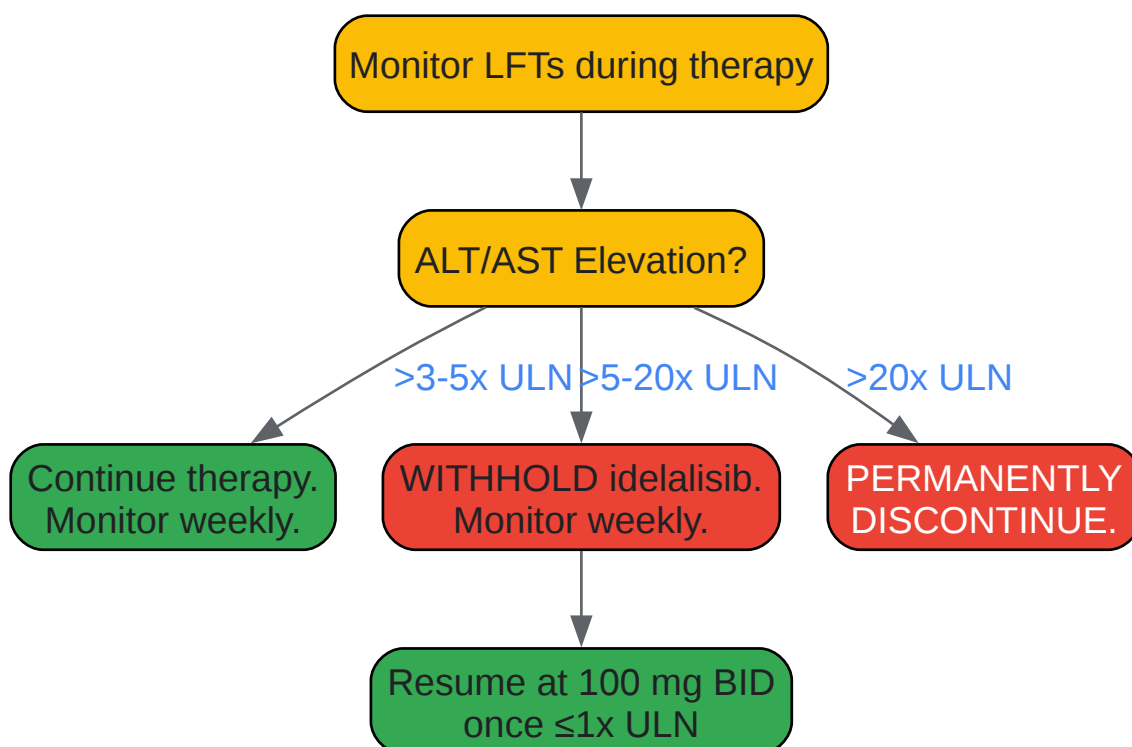 Monitor LFTs during therapy
ALT/AST Elevation?
>3-5x ULN
>5-20x ULN
>20x ULN
Continue therapy.
Monitor weekly.
WITHHOLD idelalisib.
Monitor weekly.
PERMANENTLY
DISCONTINUE.
Resume at 100 mg BID
once ≤1x ULN